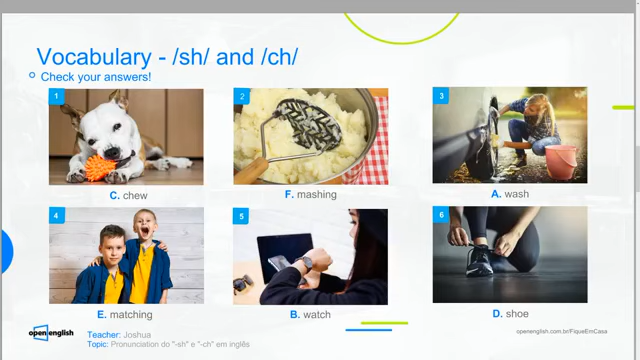 Vocabulary - /sh/ and /ch/
Check your answers!
1
2
3
C. chew
F. mashing
A. wash
4
5
6
E. matching
B. watch
D. shoe
open english
Teacher: Joshua
Topic: Pronunciation do "-sh" e "-ch" em inglês
openenglish.com.br/FiqueEmCasa